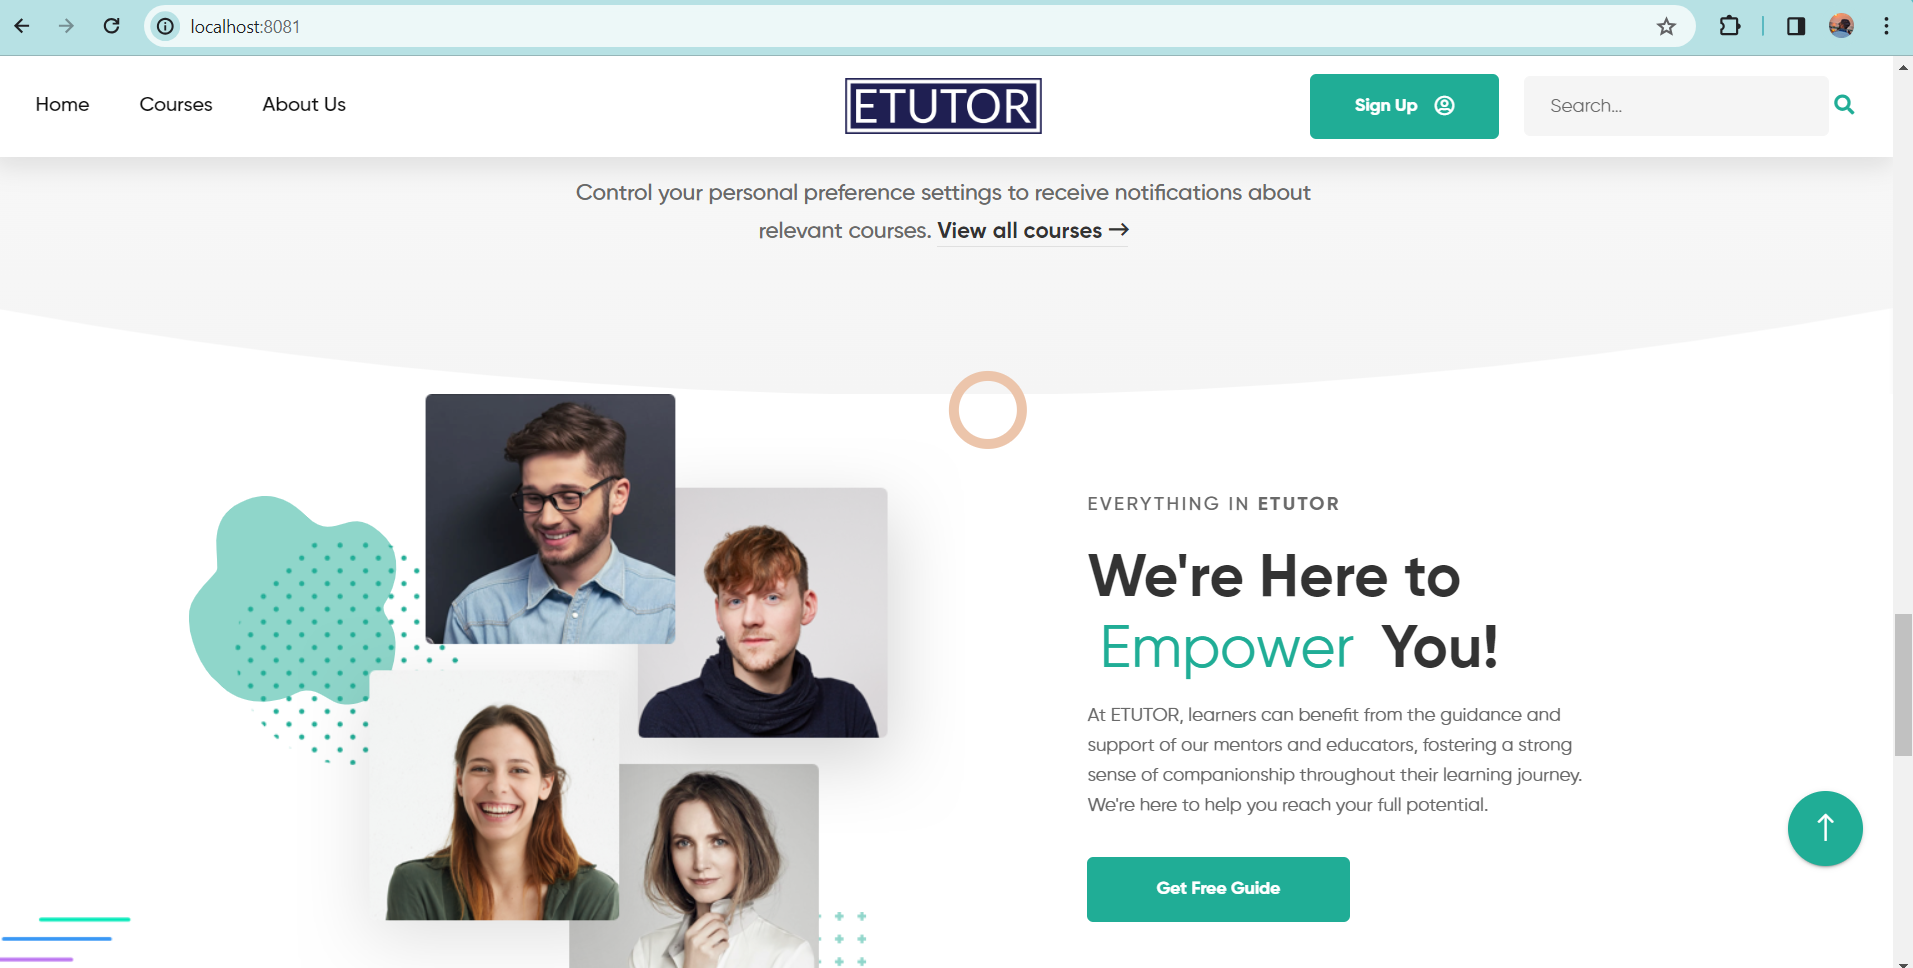 localhost:8081
Home Courses About Us ETUTOR Sign Up Search...
Control your personal preference settings to receive notifications about
relevant courses. View all courses →
EVERYTHING IN ETUTOR
We're Here to
Empower You!
At ETUTOR, learners can benefit from the guidance and
support of our mentors and educators, fostering a strong
sense of companionship throughout their learning journey.
We're here to help you reach your full potential.
Get Free Guide